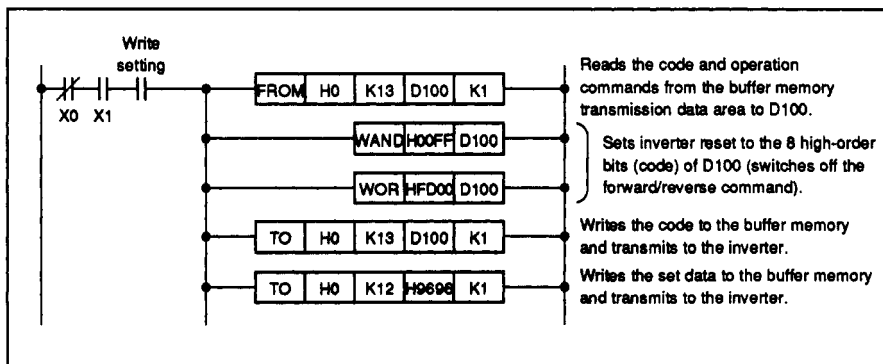 Write
setting
X0 X1
FROM H0 K13 D100 K1
Reads the code and operation
commands from the buffer memory
transmission data area to D100.
WAND H00FF D100
WOR HFD00 D100
Sets inverter reset to the 8 high-order
bits (code) of D100 (switches off the
forward/reverse command).
TO H0 K13 D100 K1
Writes the code to the buffer memory
and transmits to the inverter.
TO H0 K12 H9696 K1
Writes the set data to the buffer memory
and transmits to the inverter.